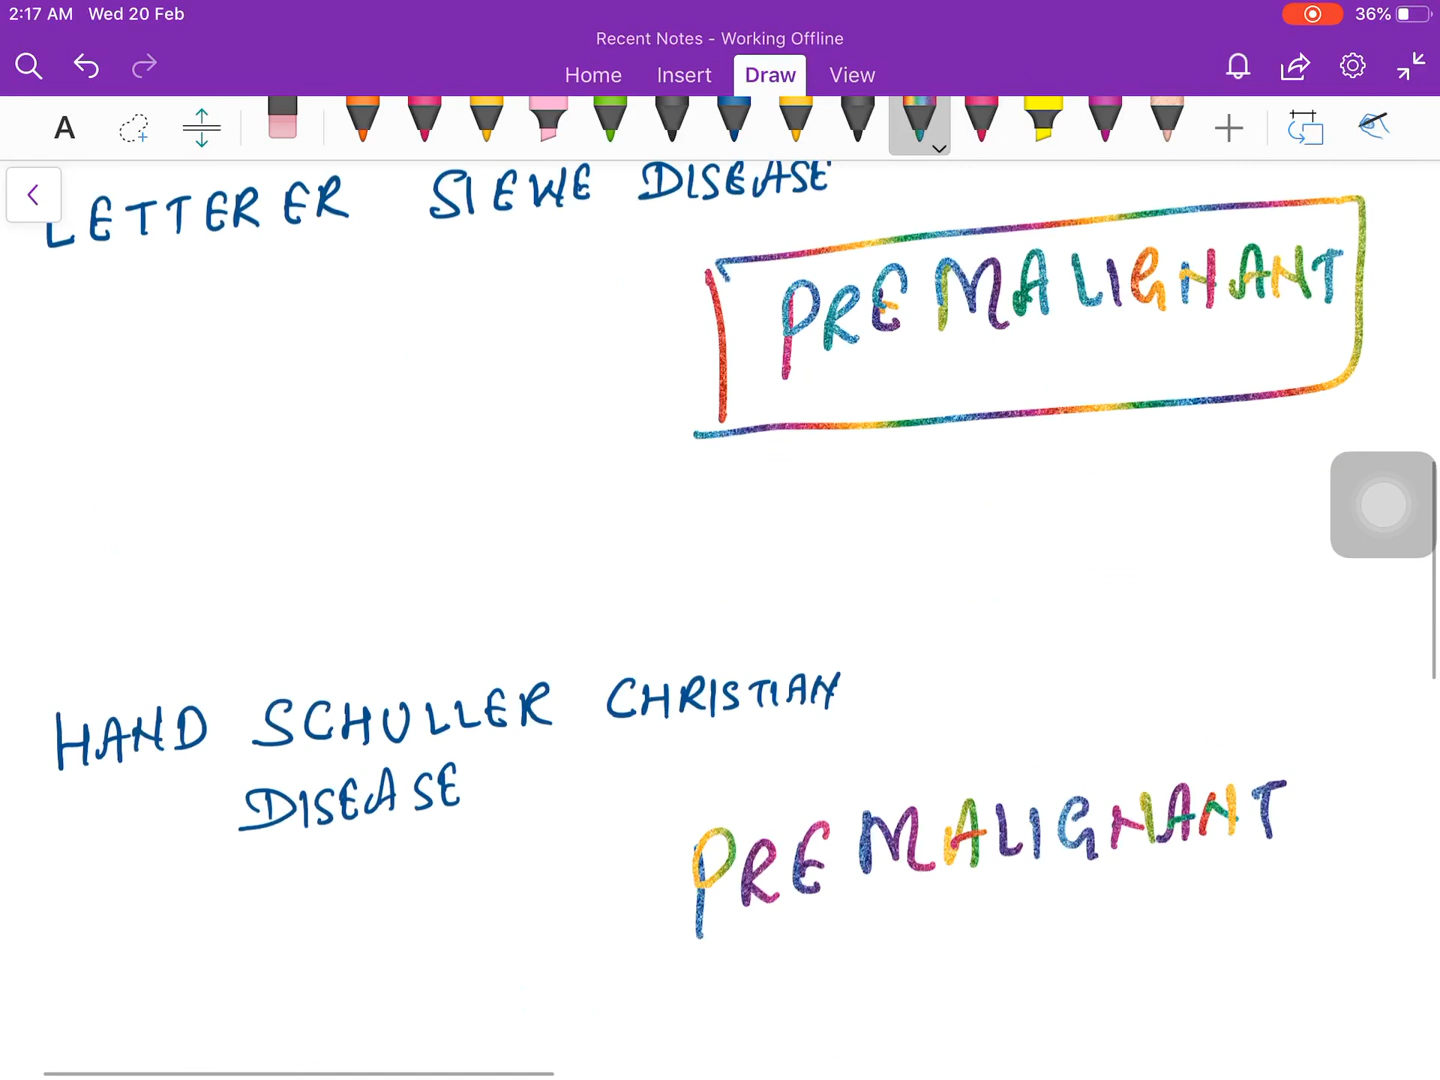 2:17 AM Wed 20 Feb
36%
Recent Notes - Working Offline
Home Insert Draw View
A
LETTERER SIEWE DISEASE
PREMALIGNANT
HAND SCHULLER CHRISTIAN
DISEASE
PREMALIGNANT